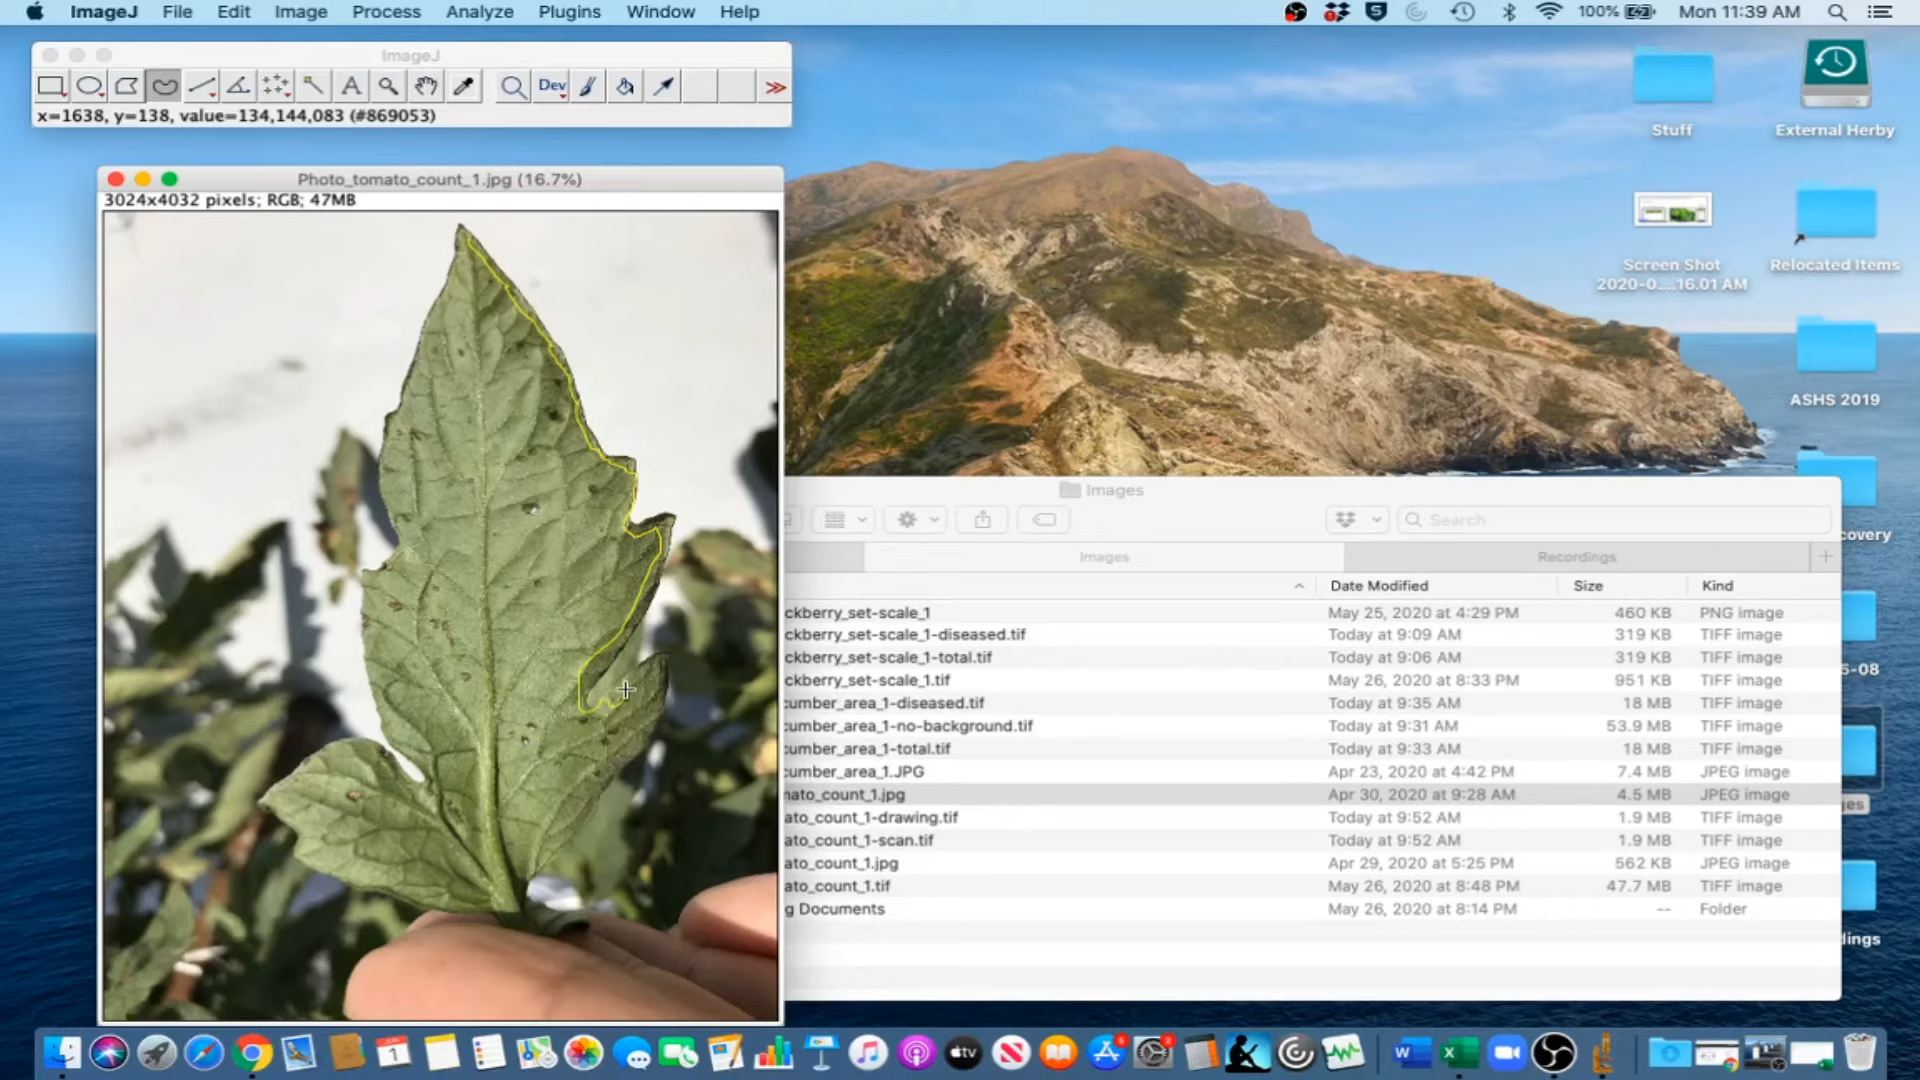 ImageJ File Edit Image Process Analyze Plugins Window Help 100% Mon 11:39 AM
ImageJ
A Dev
x=1638, y=138, value=134,144,083 (#869053)
Photo_tomato_count_1.jpg (16.7%)
3024x4032 pixels; RGB; 47MB
Stuff
External Herby
Screen Shot
2020-0....16.01 AM
Relocated Items
ASHS 2019
covery
5-08
ges
dings
Images
Search
Images Recordings
Date Modified Size Kind
ckberry_set-scale_1 May 25, 2020 at 4:29 PM 460 KB PNG image
ckberry_set-scale_1-diseased.tif Today at 9:09 AM 319 KB TIFF image
ckberry_set-scale_1-total.tif Today at 9:06 AM 319 KB TIFF image
ckberry_set-scale_1.tif May 26, 2020 at 8:33 PM 951 KB TIFF image
cumber_area_1-diseased.tif Today at 9:35 AM 18 MB TIFF image
cumber_area_1-no-background.tif Today at 9:31 AM 53.9 MB TIFF image
cumber_area_1-total.tif Today at 9:33 AM 18 MB TIFF image
cumber_area_1.JPG Apr 23, 2020 at 4:42 PM 7.4 MB JPEG image
mato_count_1.jpg Apr 30, 2020 at 9:28 AM 4.5 MB JPEG image
ato_count_1-drawing.tif Today at 9:52 AM 1.9 MB TIFF image
ato_count_1-scan.tif Today at 9:52 AM 1.9 MB TIFF image
ato_count_1.jpg Apr 29, 2020 at 5:25 PM 562 KB JPEG image
ato_count_1.tif May 26, 2020 at 8:48 PM 47.7 MB TIFF image
g Documents May 26, 2020 at 8:14 PM -- Folder
1 tv W X